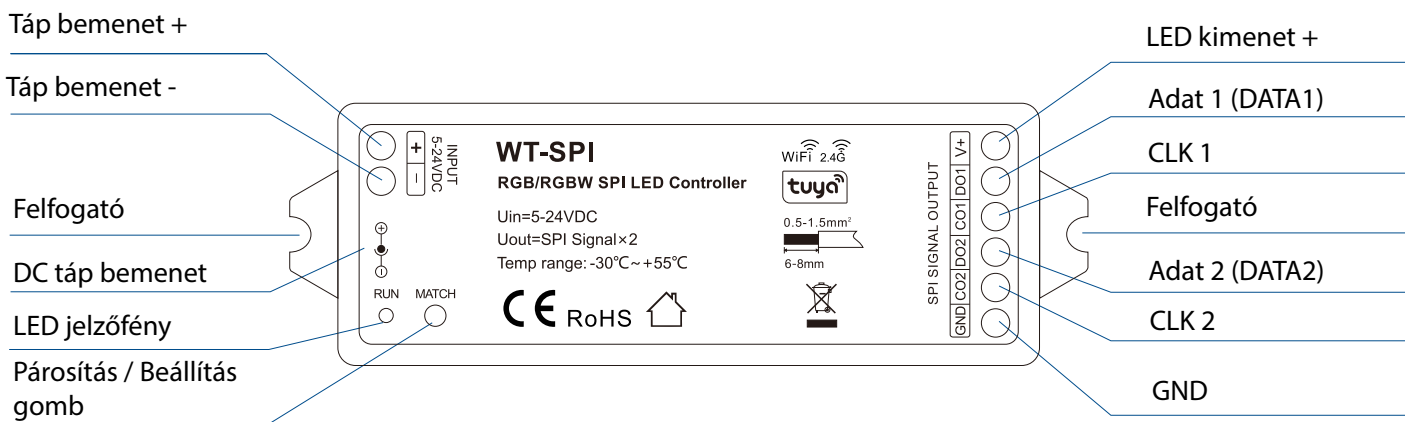 Táp bemenet +
Táp bemenet -
Felfogató
DC táp bemenet
LED jelzőfény
Párosítás / Beállítás
gomb
+
-
INPUT
5-24VDC
RUN
MATCH
WT-SPI
RGB/RGBW SPI LED Controller
Uin=5-24VDC
Uout=SPI Signal×2
Temp range: -30℃~+55℃
CE RoHS
WiFi 2.4G
tuya
0.5-1.5mm²
6-8mm
SPI SIGNAL OUTPUT
V+
DO1
CO1
DO2
CO2
GND
LED kimenet +
Adat 1 (DATA1)
CLK 1
Felfogató
Adat 2 (DATA2)
CLK 2
GND